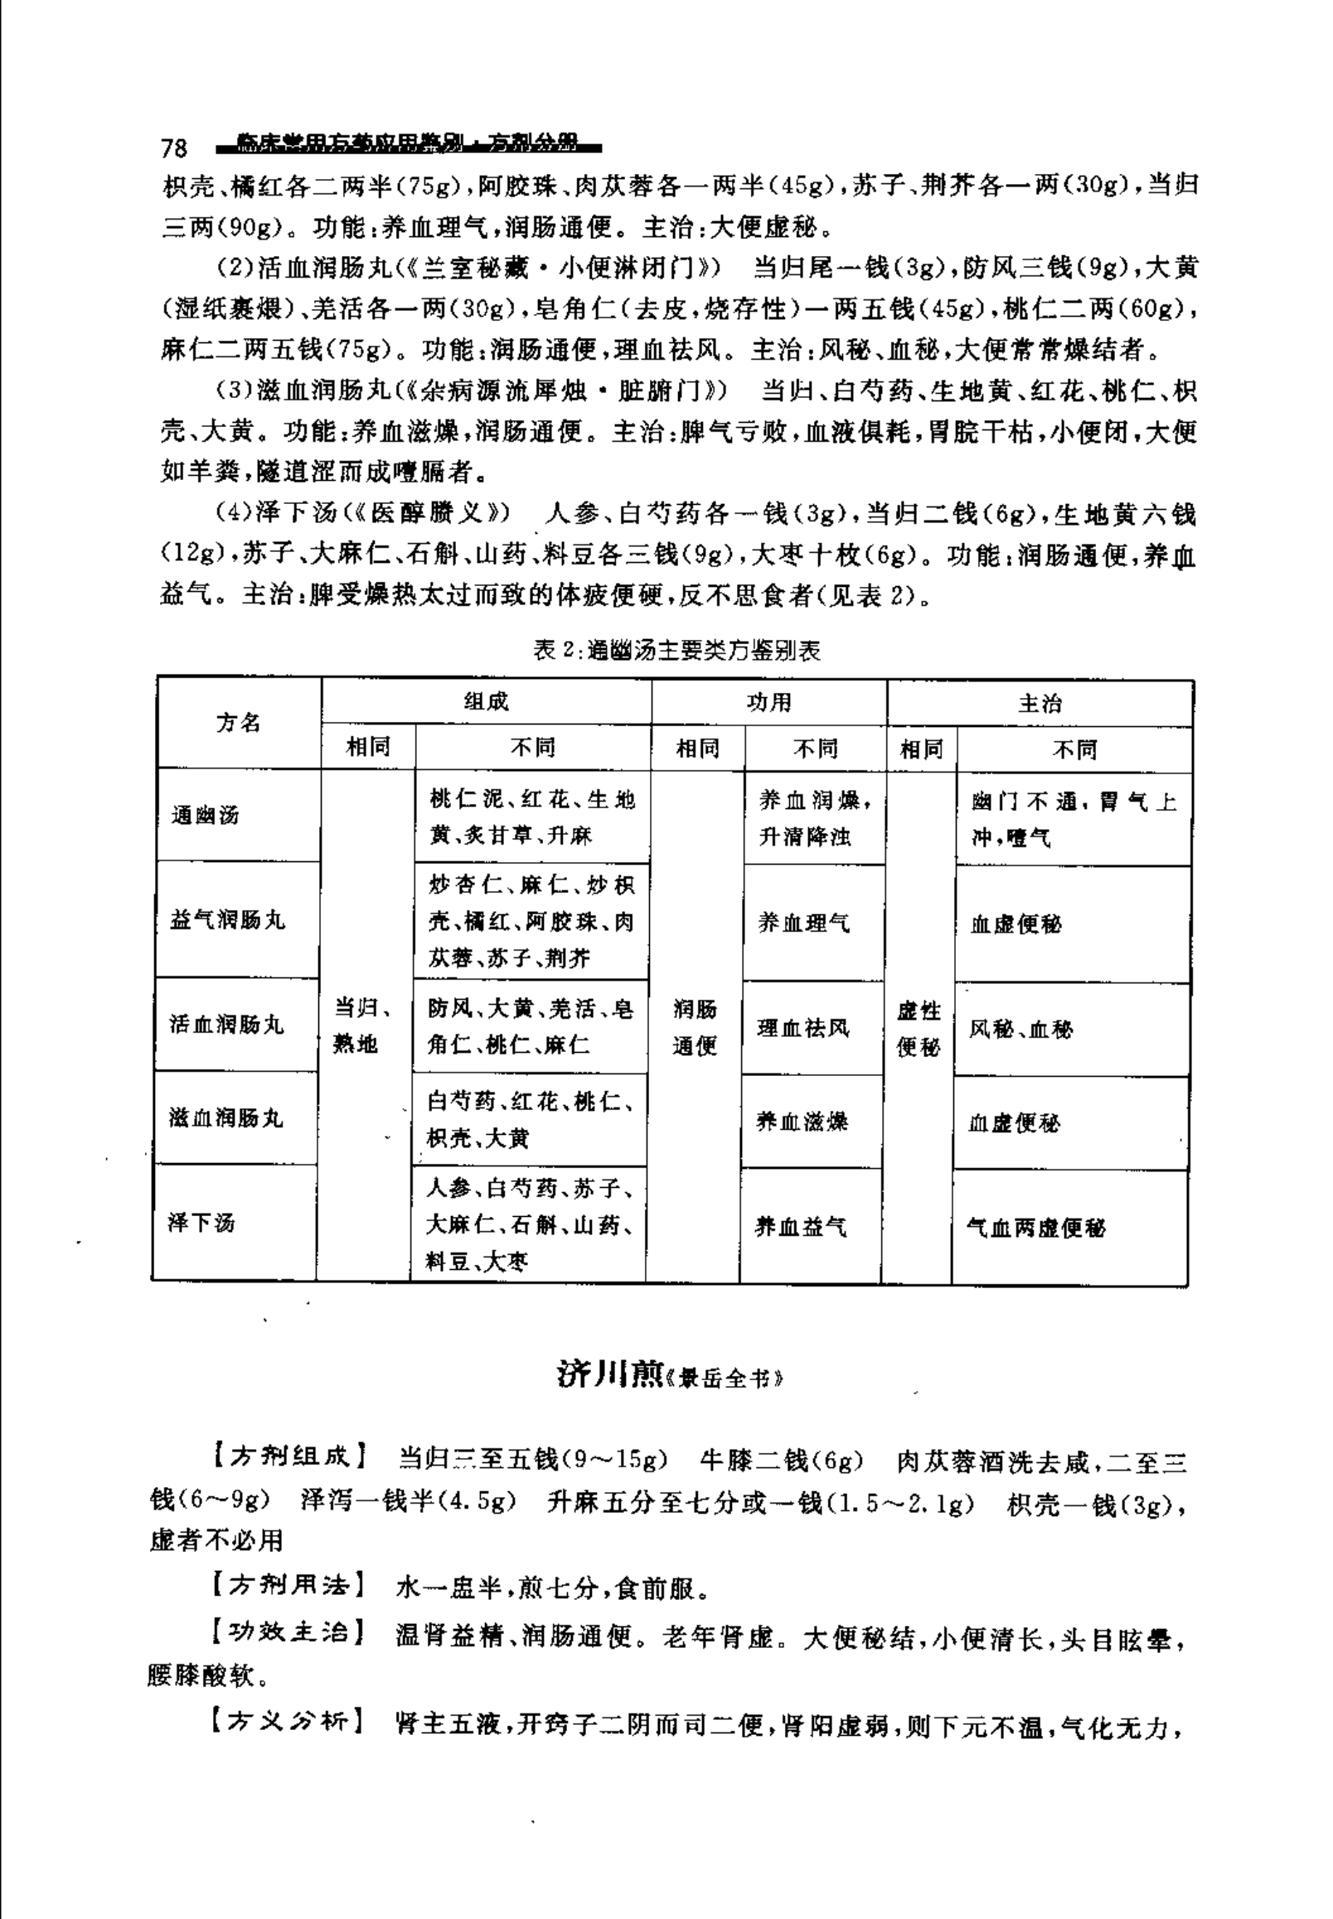 78 临床常用方药应用鉴别·方剂分册
枳壳、橘红各二两半(75g),阿胶珠、肉苁蓉各一两半(45g),苏子、荆芥各一两(30g),当归
三两(90g)。功能:养血理气,润肠通便。主治:大便虚秘。
(2)活血润肠丸(《兰室秘藏·小便淋闭门》) 当归尾一钱(3g),防风三钱(9g),大黄
(湿纸裹煨)、羌活各一两(30g),皂角仁(去皮,烧存性)一两五钱(45g),桃仁二两(60g),
麻仁二两五钱(75g)。功能:润肠通便,理血祛风。主治:风秘、血秘,大便常常燥结者。
(3)滋血润肠丸(《杂病源流犀烛·脏腑门》) 当归、白芍药、生地黄、红花、桃仁、枳
壳、大黄。功能:养血滋燥,润肠通便。主治:脾气亏败,血液俱耗,胃脘干枯,小便闭,大便
如羊粪,隧道涩而成噎膈者。
(4)泽下汤(《医醇賸义》) 人参、白芍药各一钱(3g),当归二钱(6g),生地黄六钱
(12g),苏子、大麻仁、石斛、山药、料豆各三钱(9g),大枣十枚(6g)。功能:润肠通便,养血
益气。主治:脾受燥热太过而致的体疲便硬,反不思食者(见表2)。
表2:通幽汤主要类方鉴别表
方名 组成 功用 主治
相同 不同 相同 不同 相同 不同
通幽汤 桃仁泥、红花、生地 养血润燥, 幽门不通,胃气上
黄、炙甘草、升麻 升清降浊 冲,噎气
益气润肠丸 炒杏仁、麻仁、炒枳
壳、橘红、阿胶珠、肉 养血理气 血虚便秘
苁蓉、苏子、荆芥
活血润肠丸 当归、 防风、大黄、羌活、皂 润肠 理血祛风 虚性 风秘、血秘
熟地 角仁、桃仁、麻仁 通便 便秘
滋血润肠丸 白芍药、红花、桃仁、 养血滋燥 血虚便秘
枳壳、大黄
泽下汤 人参、白芍药、苏子、
大麻仁、石斛、山药、 养血益气 气血两虚便秘
料豆、大枣
济川煎《景岳全书》
【方剂组成】 当归三至五钱(9～15g) 牛膝二钱(6g) 肉苁蓉酒洗去咸,二至三
钱(6～9g) 泽泻一钱半(4.5g) 升麻五分至七分或一钱(1.5～2.1g) 枳壳一钱(3g),
虚者不必用
【方剂用法】 水一盅半,煎七分,食前服。
【功效主治】 温肾益精、润肠通便。老年肾虚。大便秘结,小便清长,头目眩晕,
腰膝酸软。
【方义分析】 肾主五液,开窍于二阴而司二便,肾阳虚弱,则下元不温,气化无力,